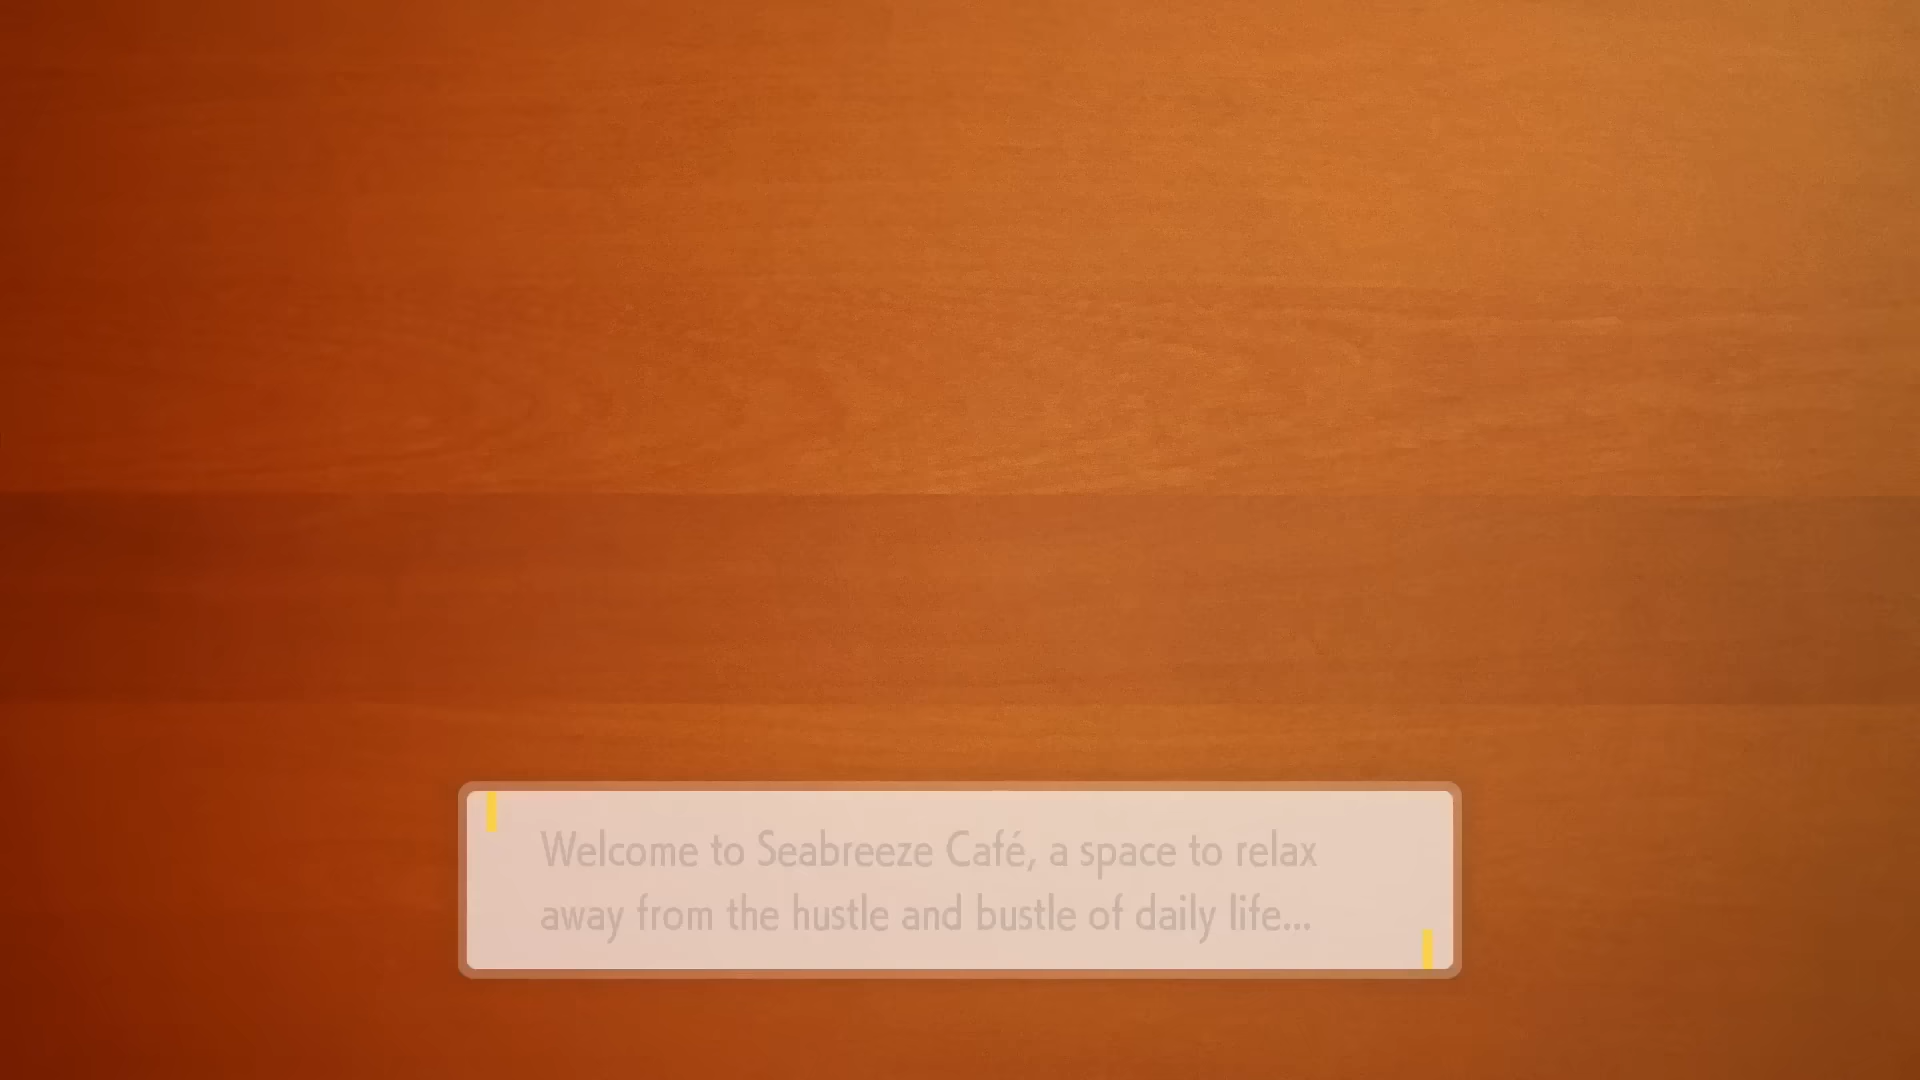 Welcome to Seabreeze Café, a space to relax
away from the hustle and bustle of daily life...